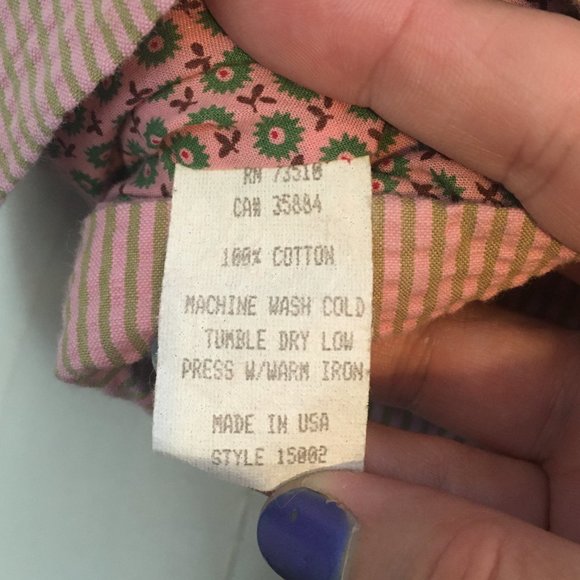 RN 73510
CA# 35884
100% COTTON
MACHINE WASH COLD
TUMBLE DRY LOW
PRESS W/WARM IRON
MADE IN USA
STYLE 15002